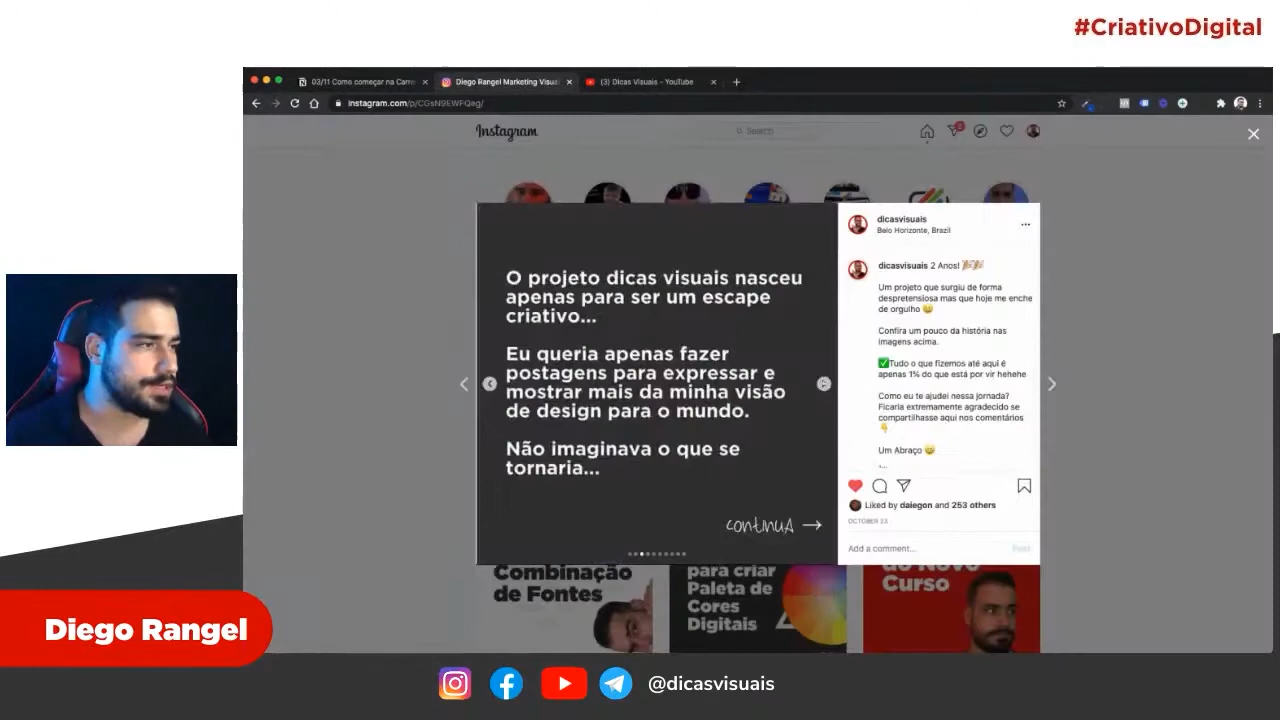 #CriativoDigital
03/11 Como começar na Carre
Diego Rangel Marketing Visua
(3) Dicas Visuais - YouTube
instagram.com/p/CGsN9EWFQeg/
Instagram
Search
O projeto dicas visuais nasceu
apenas para ser um escape
criativo...
Eu queria apenas fazer
postagens para expressar e
mostrar mais da minha visão
de design para o mundo.
Não imaginava o que se
tornaria...
continua →
dicasvisuais
Belo Horizonte, Brazil
dicasvisuais 2 Anos!
Um projeto que surgiu de forma
despretensiosa mas que hoje me enche
de orgulho
Confira um pouco da história nas
imagens acima.
✅Tudo o que fizemos até aqui é
apenas 1% do que está por vir hehehe
Como eu te ajudei nessa jornada?
Ficaria extremamente agradecido se
compartilhasse aqui nos comentários
Um Abraço
Liked by daiegon and 253 others
OCTOBER 23
Add a comment...
Post
Combinação
de Fontes
para criar
Paleta de
Cores
Digitais
do Novo
Curso
Diego Rangel
@dicasvisuais